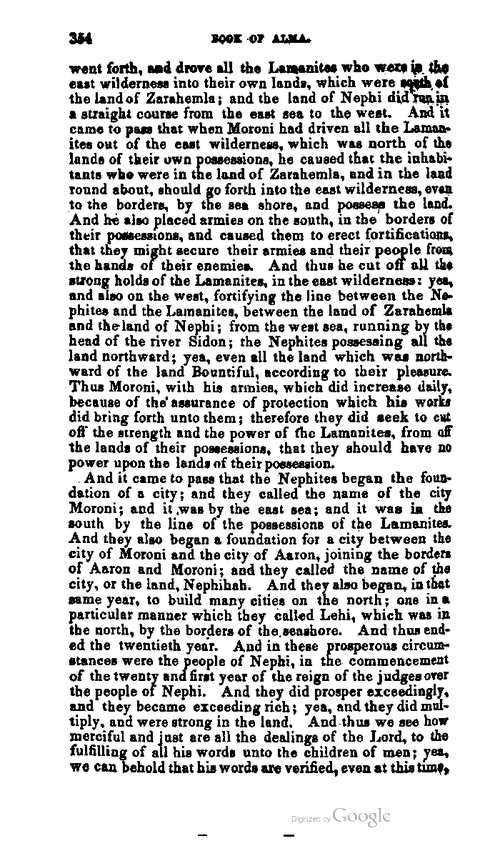 354 BOOK OF ALMA.
went forth, and drove all the Lamanites who were in the
east wilderness into their own lands, which were south of
the land of Zarahemla; and the land of Nephi did run in
a straight course from the east sea to the west. And it
came to pass that when Moroni had driven all the Laman-
ites out of the east wilderness, which was north of the
lands of their own possessions, he caused that the inhabi-
tants who were in the land of Zarahemla, and in the land
round about, should go forth into the east wilderness, even
to the borders, by the sea shore, and possess the land.
And he also placed armies on the south, in the borders of
their possessions, and caused them to erect fortifications,
that they might secure their armies and their people from
the hands of their enemies. And thus he cut off all the
strong holds of the Lamanites, in the east wilderness: yea,
and also on the west, fortifying the line between the Ne-
phites and the Lamanites, between the land of Zarahemla
and the land of Nephi; from the west sea, running by the
head of the river Sidon; the Nephites possessing all the
land northward; yea, even all the land which was north-
ward of the land Bountiful, according to their pleasure.
Thus Moroni, with his armies, which did increase daily,
because of the assurance of protection which his works
did bring forth unto them; therefore they did seek to cut
off the strength and the power of the Lamanites, from off
the lands of their possessions, that they should have no
power upon the lands of their possession.
And it came to pass that the Nephites began the foun-
dation of a city; and they called the name of the city
Moroni; and it was by the east sea; and it was in the
south by the line of the possessions of the Lamanites.
And they also began a foundation for a city between the
city of Moroni and the city of Aaron, joining the borders
of Aaron and Moroni; and they called the name of the
city, or the land, Nephihah. And they also began, in that
same year, to build many cities on the north; one in a
particular manner which they called Lehi, which was in
the north, by the borders of the seashore. And thus end-
ed the twentieth year. And in these prosperous circum-
stances were the people of Nephi, in the commencement
of the twenty and first year of the reign of the judges over
the people of Nephi. And they did prosper exceedingly,
and they became exceeding rich; yea, and they did mul-
tiply, and were strong in the land. And thus we see how
merciful and just are all the dealings of the Lord, to the
fulfilling of all his words unto the children of men; yea,
we can behold that his words are verified, even at this time,
Digitized by Google